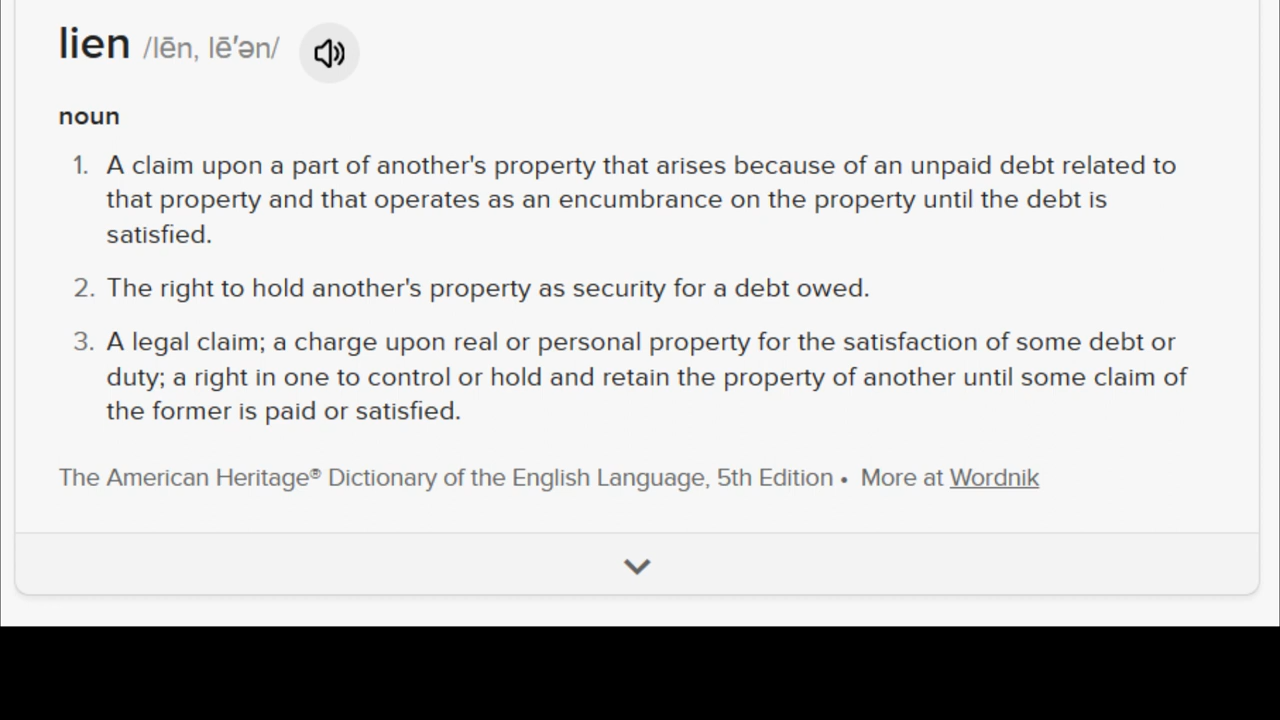 lien /lēn, lē′ən/
noun
1. A claim upon a part of another's property that arises because of an unpaid debt related to
that property and that operates as an encumbrance on the property until the debt is
satisfied.
2. The right to hold another's property as security for a debt owed.
3. A legal claim; a charge upon real or personal property for the satisfaction of some debt or
duty; a right in one to control or hold and retain the property of another until some claim of
the former is paid or satisfied.
The American Heritage® Dictionary of the English Language, 5th Edition • More at Wordnik